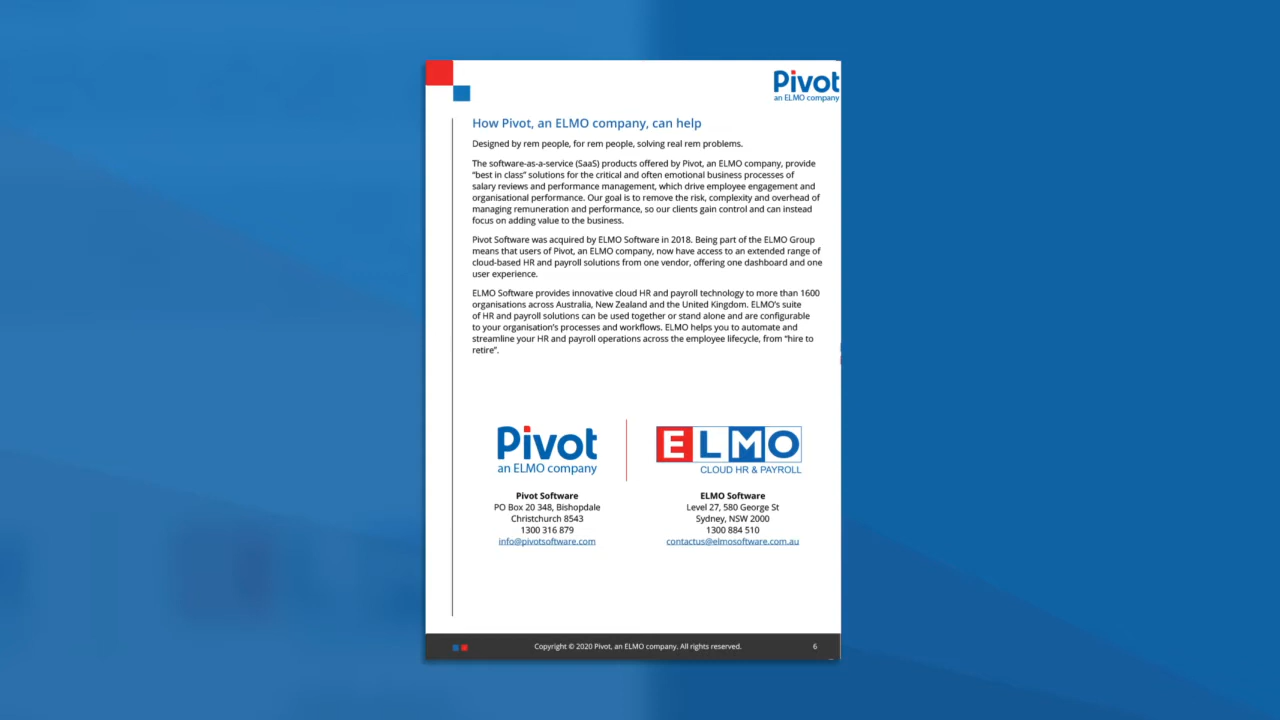 Pivot
an ELMO company
How Pivot, an ELMO company, can help
Designed by rem people, for rem people, solving real rem problems.
The software-as-a-service (SaaS) products offered by Pivot, an ELMO company, provide
“best in class” solutions for the critical and often emotional business processes of
salary reviews and performance management, which drive employee engagement and
organisational performance. Our goal is to remove the risk, complexity and overhead of
managing remuneration and performance, so our clients gain control and can instead
focus on adding value to the business.
Pivot Software was acquired by ELMO Software in 2018. Being part of the ELMO Group
means that users of Pivot, an ELMO company, now have access to an extended range of
cloud-based HR and payroll solutions from one vendor, offering one dashboard and one
user experience.
ELMO Software provides innovative cloud HR and payroll technology to more than 1600
organisations across Australia, New Zealand and the United Kingdom. ELMO’s suite
of HR and payroll solutions can be used together or stand alone and are configurable
to your organisation’s processes and workflows. ELMO helps you to automate and
streamline your HR and payroll operations across the employee lifecycle, from “hire to
retire”.
Pivot
an ELMO company
Pivot Software
PO Box 20 348, Bishopdale
Christchurch 8543
1300 316 879
info@pivotsoftware.com
ELMO
CLOUD HR & PAYROLL
ELMO Software
Level 27, 580 George St
Sydney, NSW 2000
1300 884 510
contactus@elmosoftware.com.au
Copyright © 2020 Pivot, an ELMO company. All rights reserved.
6